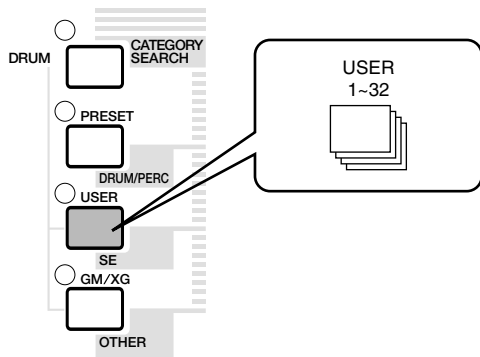 CATEGORY
SEARCH
DRUM
PRESET
DRUM/PERC
USER
SE
GM/XG
OTHER
USER
1~32